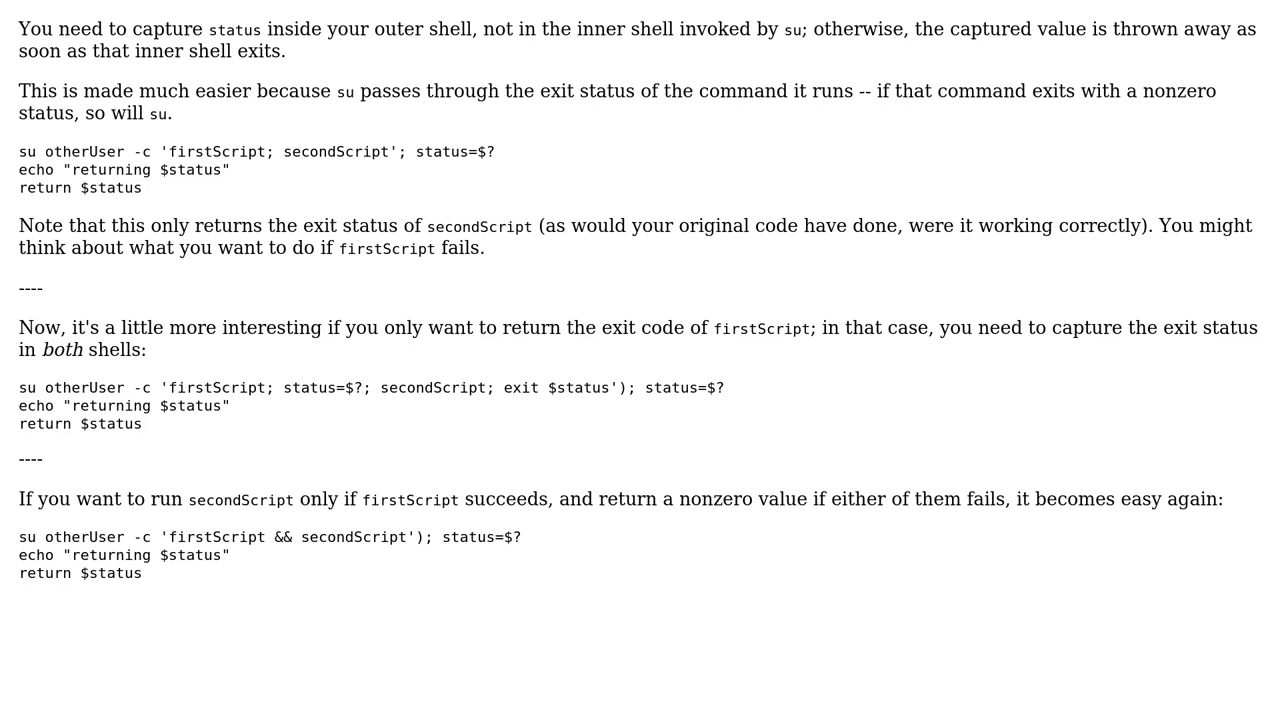 You need to capture status inside your outer shell, not in the inner shell invoked by su; otherwise, the captured value is thrown away as
soon as that inner shell exits.
This is made much easier because su passes through the exit status of the command it runs -- if that command exits with a nonzero
status, so will su.
su otherUser -c 'firstScript; secondScript'; status=$?
echo "returning $status"
return $status
Note that this only returns the exit status of secondScript (as would your original code have done, were it working correctly). You might
think about what you want to do if firstScript fails.
----
Now, it's a little more interesting if you only want to return the exit code of firstScript; in that case, you need to capture the exit status
in both shells:
su otherUser -c 'firstScript; status=$?; secondScript; exit $status'); status=$?
echo "returning $status"
return $status
----
If you want to run secondScript only if firstScript succeeds, and return a nonzero value if either of them fails, it becomes easy again:
su otherUser -c 'firstScript && secondScript'); status=$?
echo "returning $status"
return $status